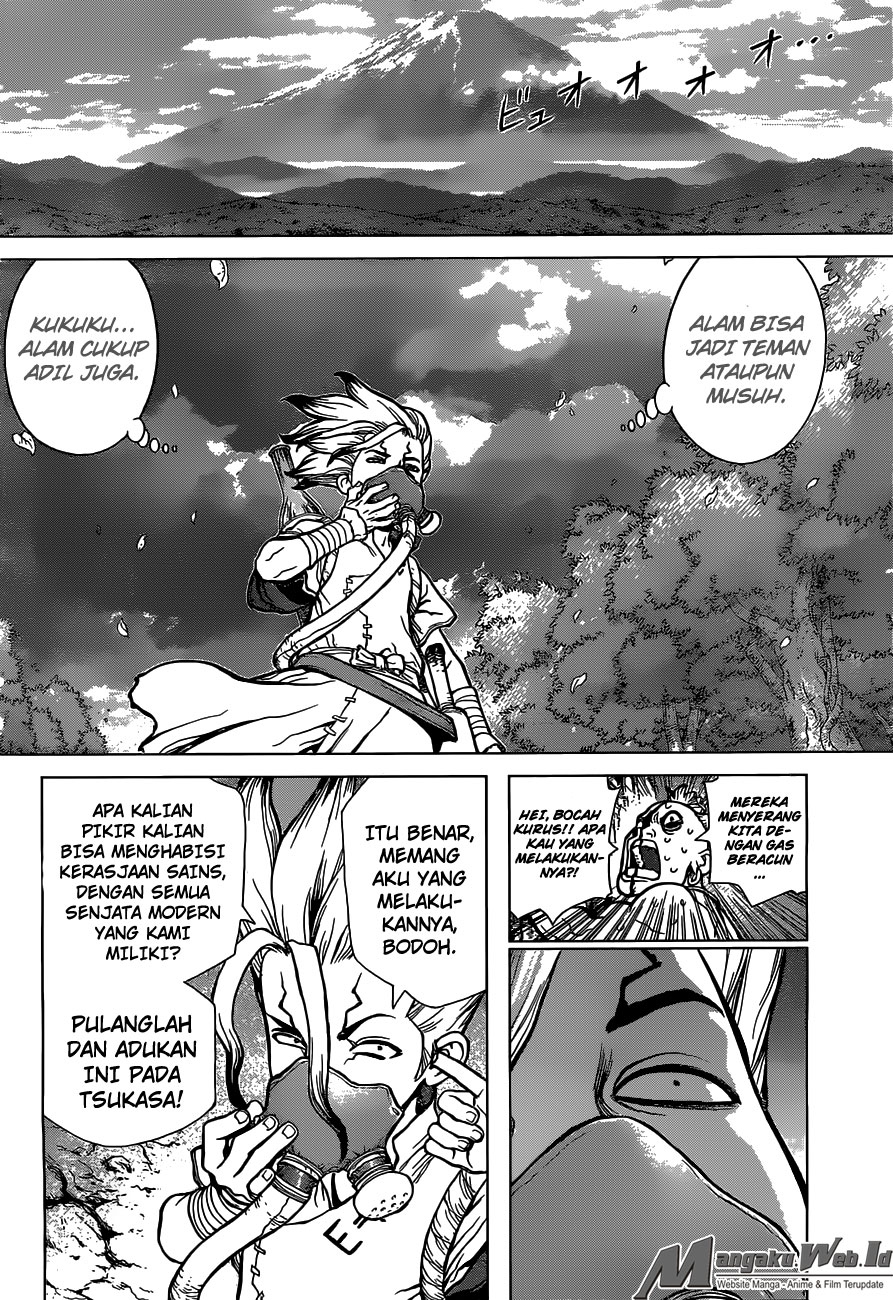 ビュオオオオ...
ALAM BISA
JADI TEMAN
ATAUPUN
MUSUH.
KUKUKU...
ALAM CUKUP
ADIL JUGA.
MEREKA
MENYERANG
KITA DE-
NGAN GAS
BERACUN
...
HEI, BOCAH
KURUS!! APA
KAU YANG
MELAKUKAN-
NYA?!
ITU BENAR,
MEMANG
AKU YANG
MELAKU-
KANNYA,
BODOH.
APA KALIAN
PIKIR KALIAN
BISA MENGHABISI
KERASJAAN SAINS,
DENGAN SEMUA
SENJATA MODERN
YANG KAMI
MILIKI?
PULANGLAH
DAN ADUKAN
INI PADA
TSUKASA!
E=
MangakuWeb.Id
Website Manga - Anime & Film Terupdate